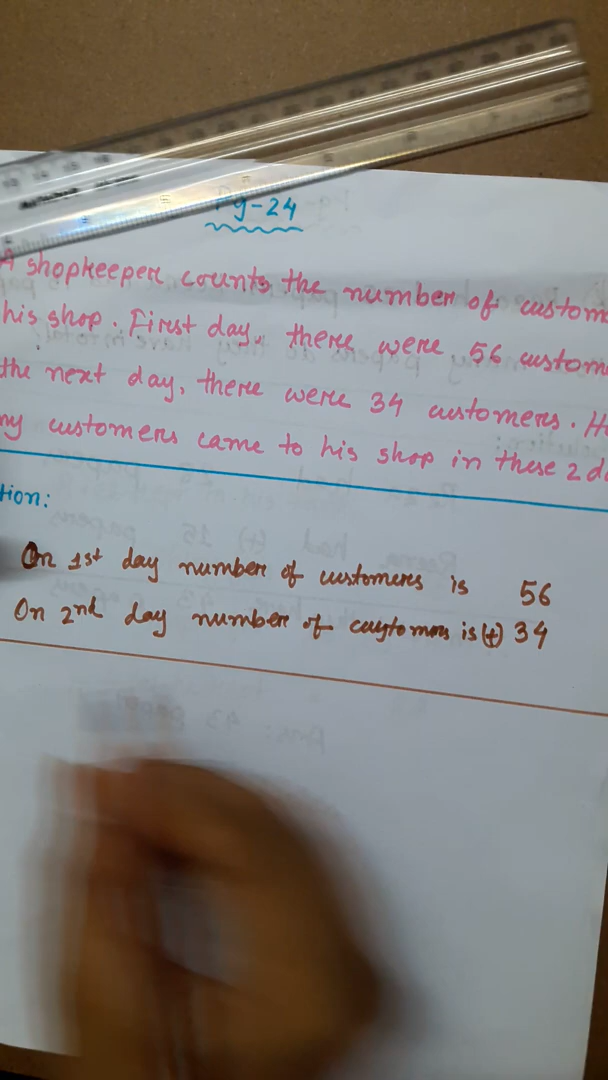 Pg-24
A shopkeeper counts the number of custom
his shop. First day, there were 56 custom
the next day, there were 34 customers. H
ny customers came to his shop in these 2 d
tion:
On 1st day number of customers is 56
On 2nd day number of customers is (+) 34